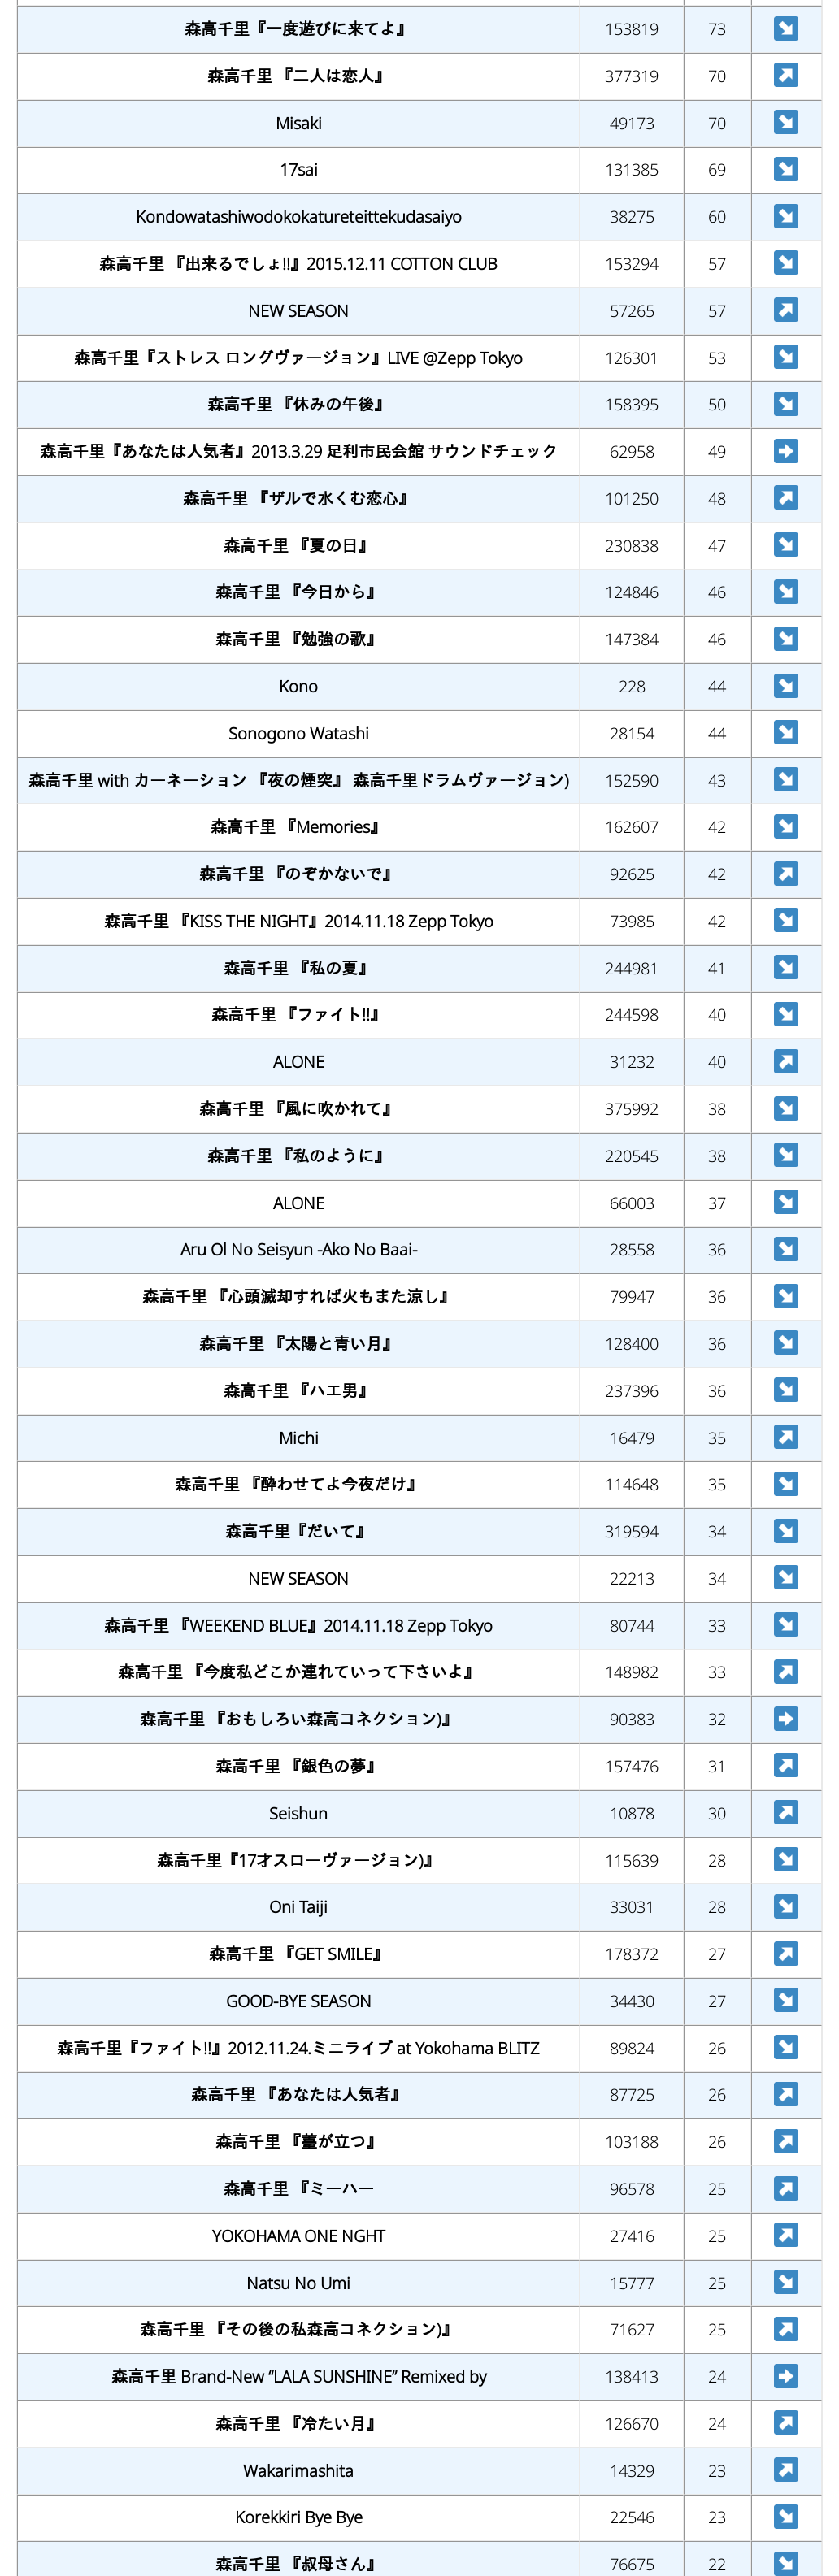 森高千里『一度遊びに来てよ』 153819 73
森高千里 『二人は恋人』 377319 70
Misaki 49173 70
17sai 131385 69
Kondowatashiwodokokatureteittekudasaiyo 38275 60
森高千里 『出来るでしょ!!』2015.12.11 COTTON CLUB 153294 57
NEW SEASON 57265 57
森高千里『ストレス ロングヴァージョン』LIVE @Zepp Tokyo 126301 53
森高千里 『休みの午後』 158395 50
森高千里『あなたは人気者』2013.3.29 足利市民会館 サウンドチェック 62958 49
森高千里 『ザルで水くむ恋心』 101250 48
森高千里 『夏の日』 230838 47
森高千里 『今日から』 124846 46
森高千里 『勉強の歌』 147384 46
Kono 228 44
Sonogono Watashi 28154 44
森高千里 with カーネーション 『夜の煙突』 森高千里ドラムヴァージョン) 152590 43
森高千里 『Memories』 162607 42
森高千里 『のぞかないで』 92625 42
森高千里 『KISS THE NIGHT』2014.11.18 Zepp Tokyo 73985 42
森高千里 『私の夏』 244981 41
森高千里 『ファイト!!』 244598 40
ALONE 31232 40
森高千里 『風に吹かれて』 375992 38
森高千里 『私のように』 220545 38
ALONE 66003 37
Aru Ol No Seisyun -Ako No Baai- 28558 36
森高千里 『心頭滅却すれば火もまた涼し』 79947 36
森高千里 『太陽と青い月』 128400 36
森高千里 『ハエ男』 237396 36
Michi 16479 35
森高千里 『酔わせてよ今夜だけ』 114648 35
森高千里『だいて』 319594 34
NEW SEASON 22213 34
森高千里 『WEEKEND BLUE』2014.11.18 Zepp Tokyo 80744 33
森高千里 『今度私どこか連れていって下さいよ』 148982 33
森高千里 『おもしろい森高コネクション)』 90383 32
森高千里 『銀色の夢』 157476 31
Seishun 10878 30
森高千里『17才スローヴァージョン)』 115639 28
Oni Taiji 33031 28
森高千里 『GET SMILE』 178372 27
GOOD-BYE SEASON 34430 27
森高千里『ファイト!!』2012.11.24.ミニライブ at Yokohama BLITZ 89824 26
森高千里 『あなたは人気者』 87725 26
森高千里 『薹が立つ』 103188 26
森高千里 『ミーハー 96578 25
YOKOHAMA ONE NGHT 27416 25
Natsu No Umi 15777 25
森高千里 『その後の私森高コネクション)』 71627 25
森高千里 Brand-New “LALA SUNSHINE” Remixed by 138413 24
森高千里 『冷たい月』 126670 24
Wakarimashita 14329 23
Korekkiri Bye Bye 22546 23
森高千里 『叔母さん』 76675 22